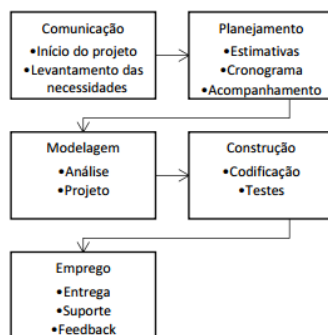 Comunicação
•Início do projeto
•Levantamento das
necessidades
Planejamento
•Estimativas
•Cronograma
•Acompanhamento
Modelagem
•Análise
•Projeto
Construção
•Codificação
•Testes
Emprego
•Entrega
•Suporte
•Feedback